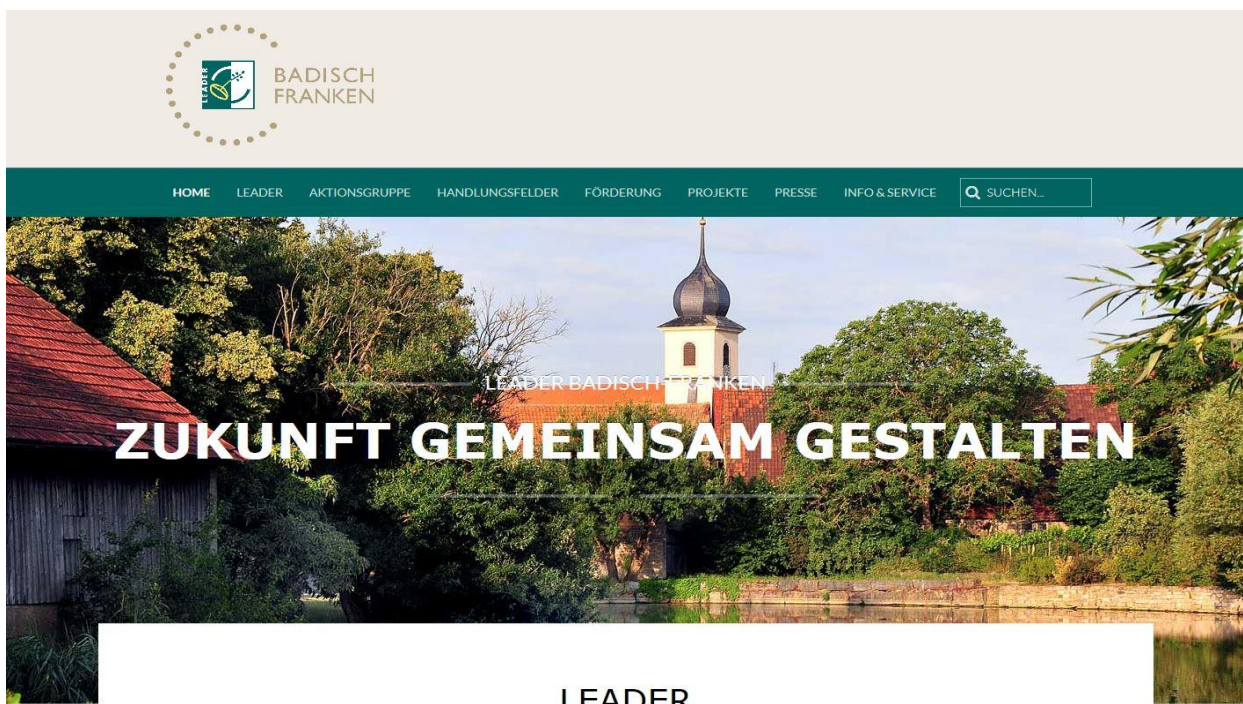 LEADER
BADISCH
FRANKEN
HOME LEADER AKTIONSGRUPPE HANDLUNGSFELDER FÖRDERUNG PROJEKTE PRESSE INFO & SERVICE SUCHEN...
LEADER BADISCH-FRANKEN
ZUKUNFT GEMEINSAM GESTALTEN
LEADER